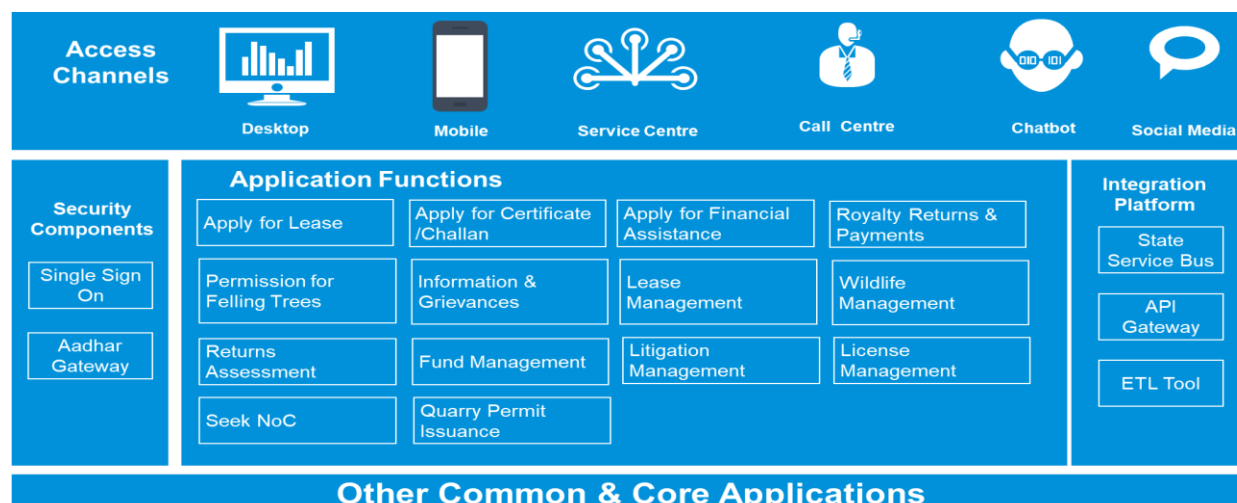 Access
Channels
Desktop
Mobile
Service Centre
Call Centre
010
101
Chatbot
Social Media
Security
Components
Single Sign
On
Aadhar
Gateway
Application Functions
Apply for Lease
Apply for Certificate
/Challan
Apply for Financial
Assistance
Royalty Returns &
Payments
Permission for
Felling Trees
Information &
Grievances
Lease
Management
Wildlife
Management
Returns
Assessment
Fund Management
Litigation
Management
License
Management
Seek NoC
Quarry Permit
Issuance
Integration
Platform
State
Service Bus
API
Gateway
ETL Tool
Other Common & Core Applications